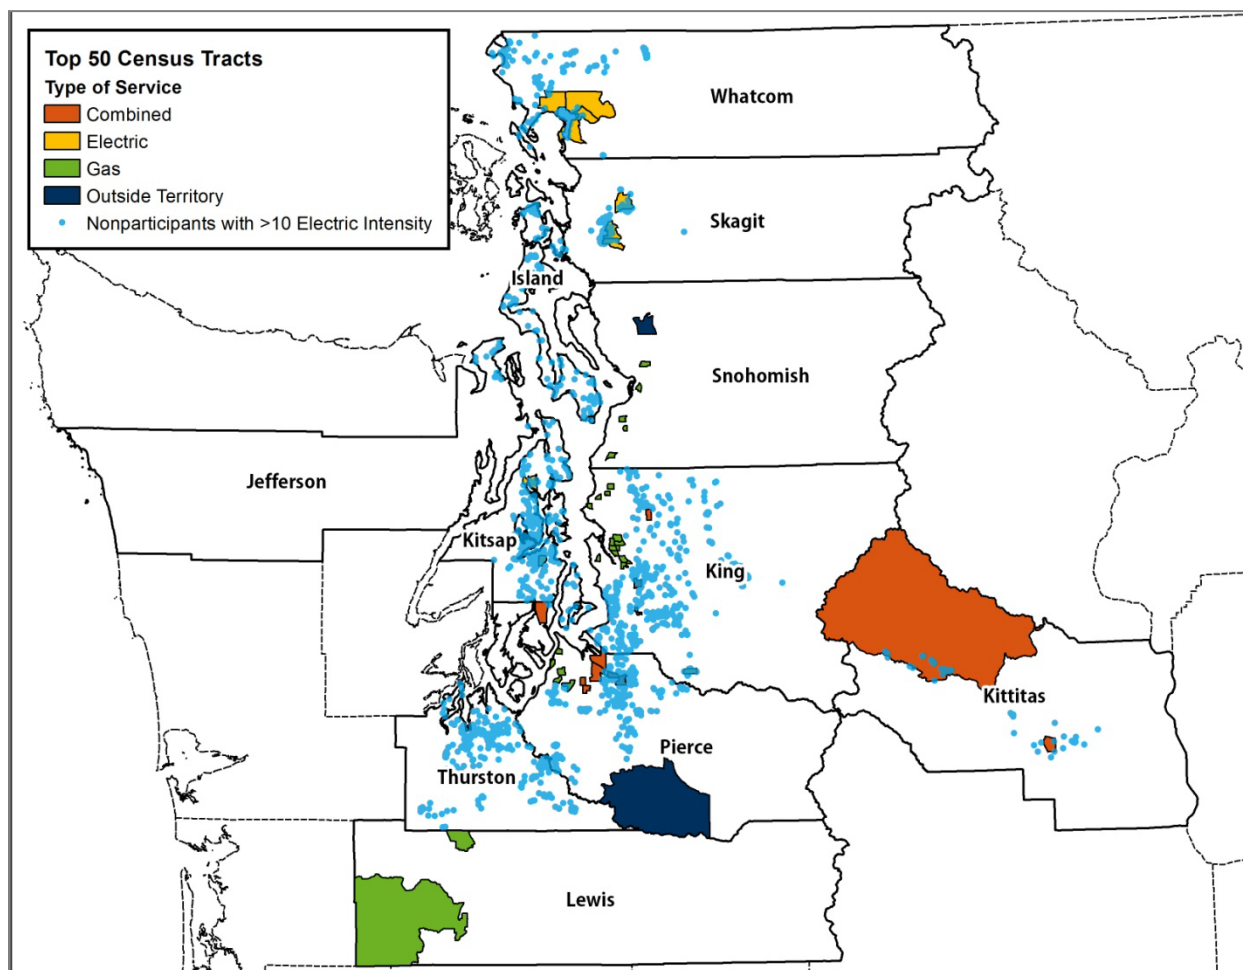 Top 50 Census Tracts
Type of Service
Combined
Electric
Gas
Outside Territory
Nonparticipants with >10 Electric Intensity
Whatcom
Skagit
Island
Snohomish
Jefferson
Kitsap
King
Kittitas
Pierce
Thurston
Lewis